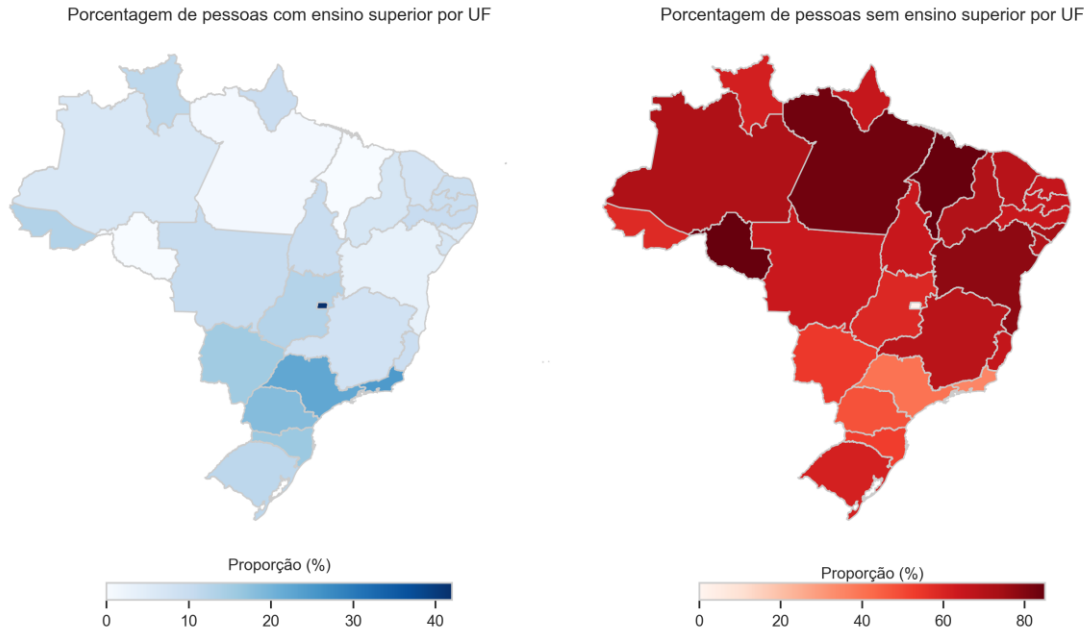 Porcentagem de pessoas com ensino superior por UF
Porcentagem de pessoas sem ensino superior por UF
Proporção (%)
0 10 20 30 40
Proporção (%)
0 20 40 60 80